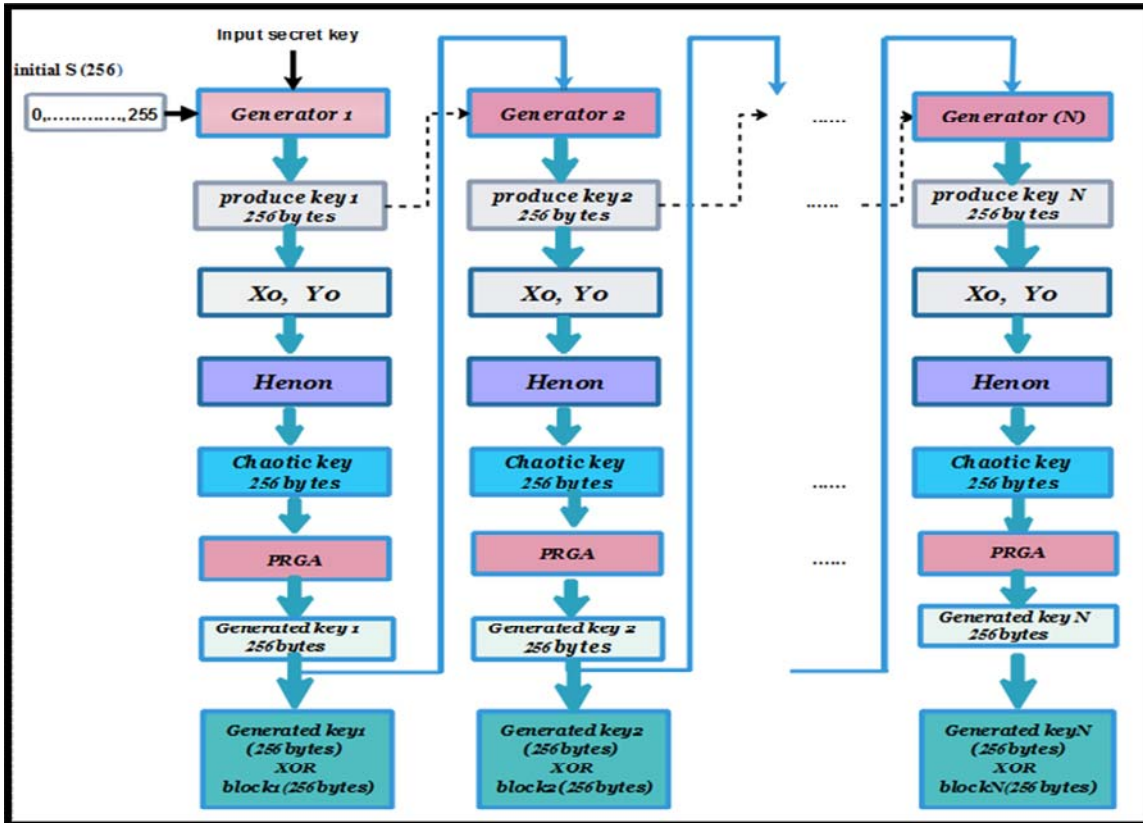 Input secret key
initial S (256)
0,............., 255
Generator 1
produce key1
256 bytes
Xo, Yo
Henon
Chaotic key
256 bytes
PRGA
Generated key 1
256bytes
Generated key1
(256bytes)
XOR
block1(256bytes)
Generator 2
produce key2
256 bytes
Xo, Yo
Henon
Chaotic key
256 bytes
PRGA
Generated key 2
256 bytes
Generated key2
(256bytes)
XOR
block2(256bytes)
......
......
......
......
Generator (N)
produce key N
256 bytes
Xo, Yo
Henon
Chaotic key
256 bytes
PRGA
Generated key N
256bytes
Generated keyN
(256bytes)
XOR
blockN(256bytes)